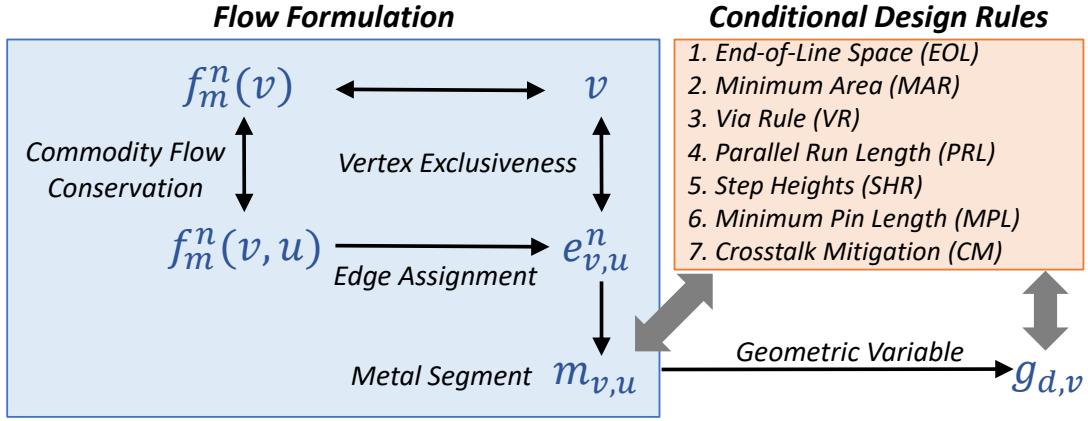 Flow Formulation
Conditional Design Rules
f_m^n(v)
v
Commodity Flow
Conservation
Vertex Exclusiveness
f_m^n(v, u)
e_{v,u}^n
Edge Assignment
Metal Segment
m_{v,u}
1. End-of-Line Space (EOL)
2. Minimum Area (MAR)
3. Via Rule (VR)
4. Parallel Run Length (PRL)
5. Step Heights (SHR)
6. Minimum Pin Length (MPL)
7. Crosstalk Mitigation (CM)
Geometric Variable
g_{d,v}